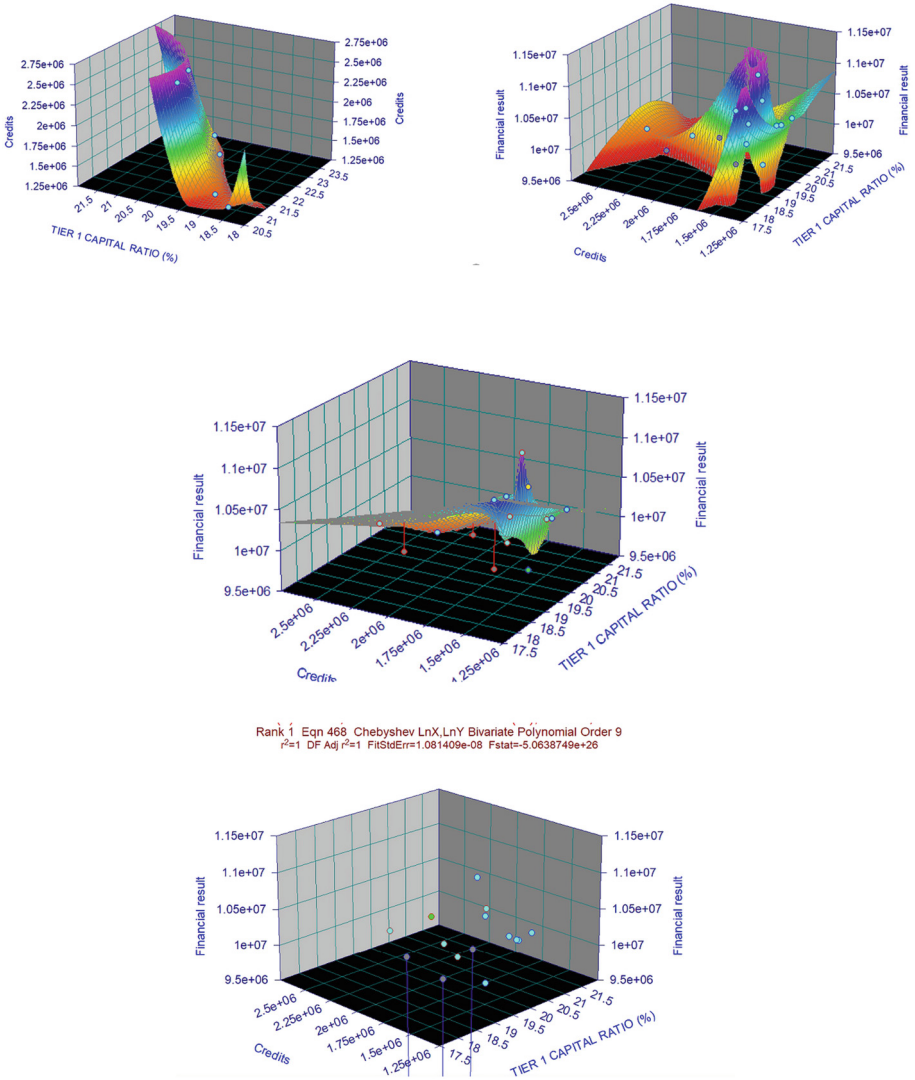 2.75e+06
2.5e+06
2.25e+06
2e+06
1.75e+06
1.5e+06
1.25e+06
Credits
21.5
21
20.5
20
19.5
19
18.5
18
TIER 1 CAPITAL RATIO (%)
2.75e+06
2.5e+06
2.25e+06
2e+06
1.75e+06
1.5e+06
1.25e+06
Credits
23.5
23
22.5
22
21.5
21
20.5
1.15e+07
1.1e+07
1.05e+07
1e+07
9.5e+06
Financial result
2.5e+06
2.25e+06
2e+06
1.75e+06
1.5e+06
1.25e+06
Credits
1.15e+07
1.1e+07
1.05e+07
1e+07
9.5e+06
Financial result
21.5
21
20.5
20
19.5
19
18.5
18
17.5
TIER 1 CAPITAL RATIO (%)
1.15e+07
1.1e+07
1.05e+07
1e+07
9.5e+06
Financial result
2.5e+06
2.25e+06
2e+06
1.75e+06
1.5e+06
1.25e+06
Credits
1.15e+07
1.1e+07
1.05e+07
1e+07
9.5e+06
Financial result
21.5
21
20.5
20
19.5
19
18.5
18
17.5
TIER 1 CAPITAL RATIO (%)
Rank 1 Eqn 468 Chebyshev LnX,LnY Bivariate Polynomial Order 9
r²=1 DF Adj r²=1 FitStdErr=1.081409e-08 Fstat=-5.0638749e+26
1.15e+07
1.1e+07
1.05e+07
1e+07
9.5e+06
Financial result
2.5e+06
2.25e+06
2e+06
1.75e+06
1.5e+06
1.25e+06
Credits
1.15e+07
1.1e+07
1.05e+07
1e+07
9.5e+06
Financial result
21.5
21
20.5
20
19.5
19
18.5
18
17.5
TIER 1 CAPITAL RATIO (%)